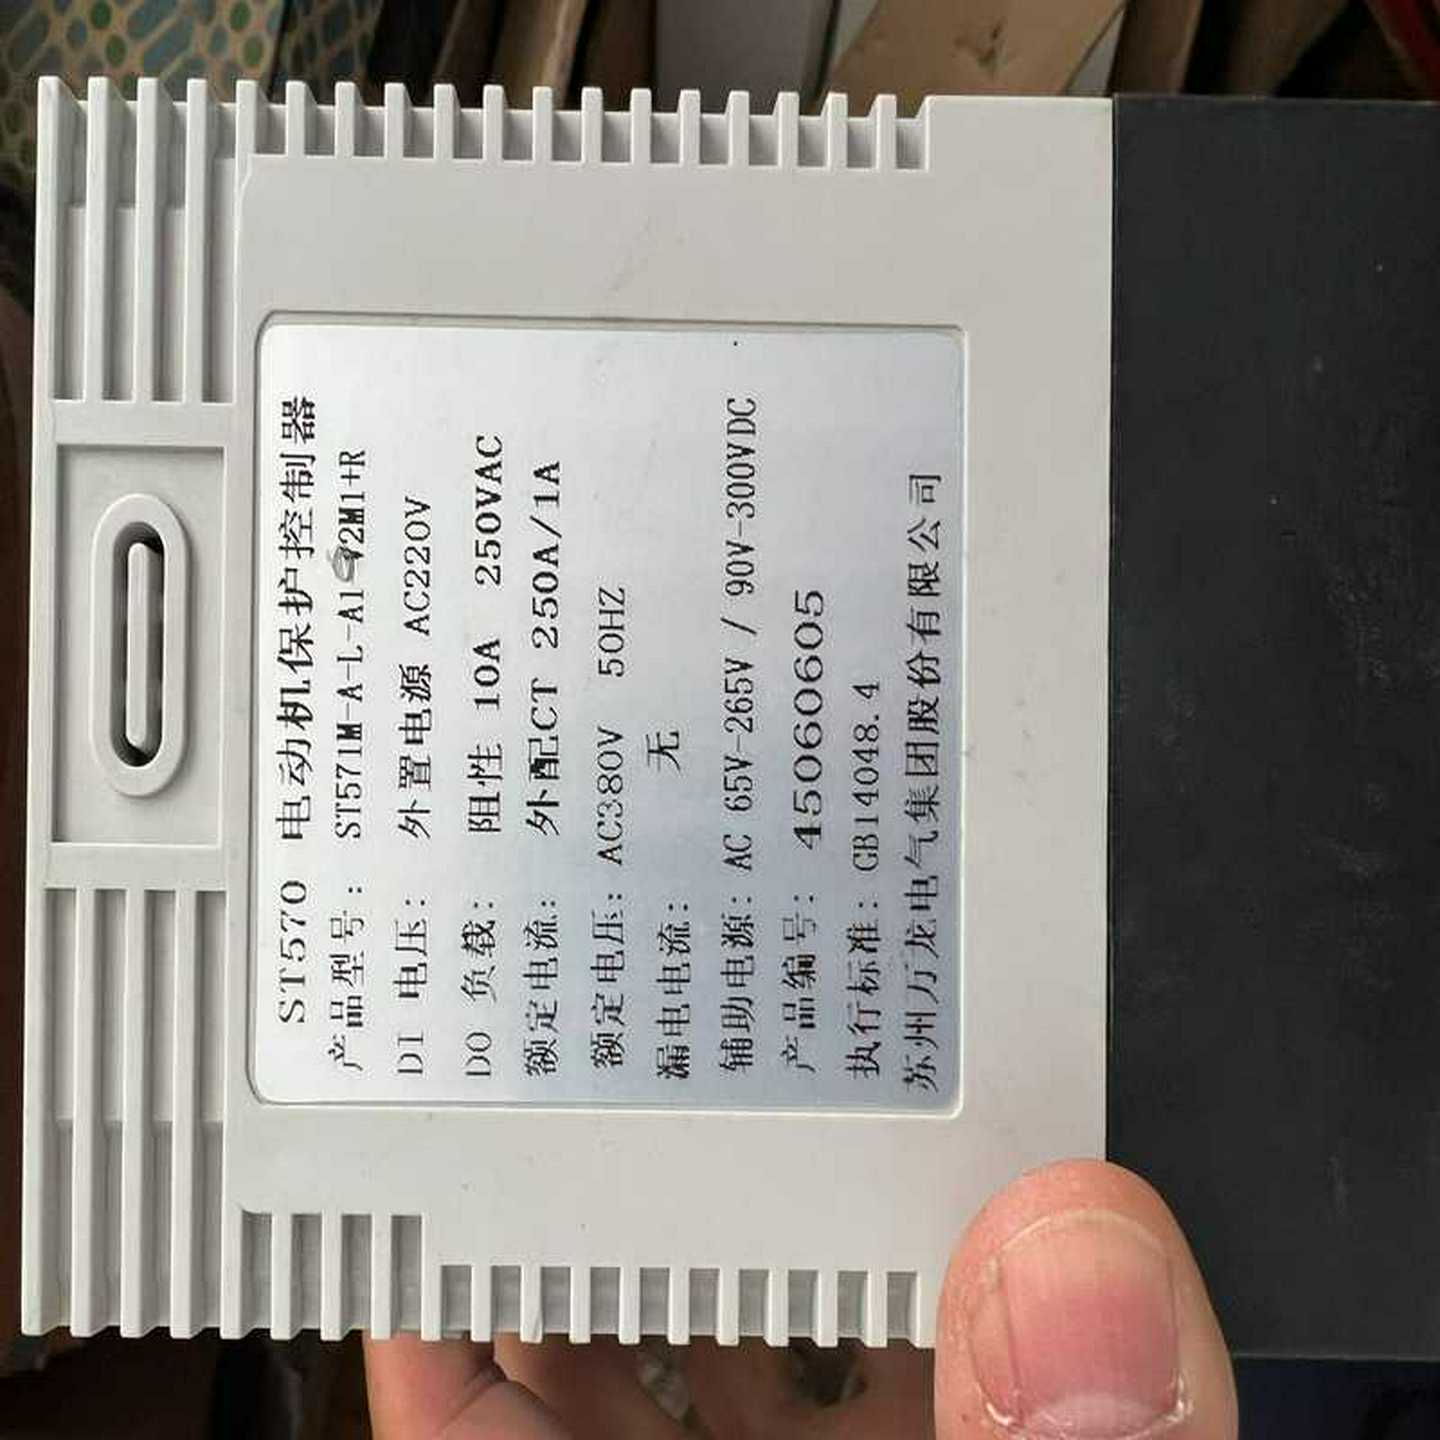 ST570 电动机保护控制器
产品型号: ST571M-A-L-A1 V2M1+R
DI 电压: 外置电源 AC220V
DO 负载: 阻性 10A 250VAC
额定电流: 外配CT 250A/1A
额定电压: AC380V 50HZ
漏电电流: 无
辅助电源: AC 65V-265V / 90V-300VDC
产品编号: 45060605
执行标准: GB14048.4
苏州万龙电气集团股份有限公司